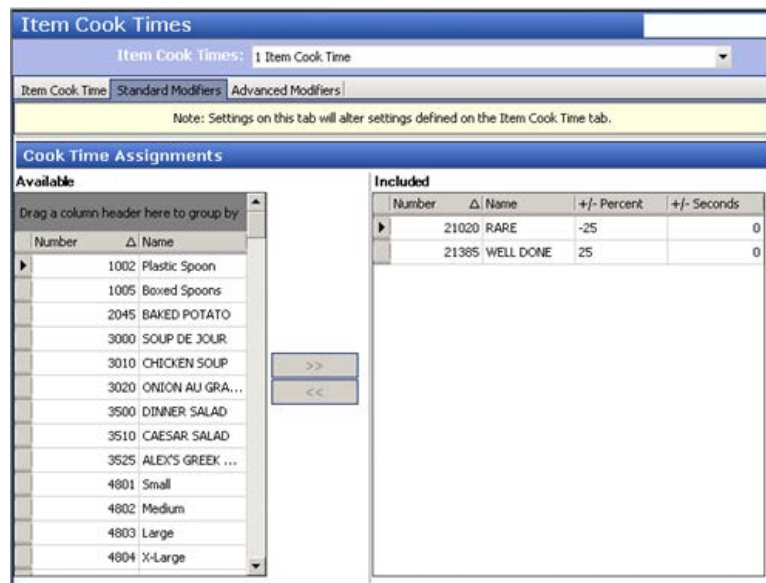 Item Cook Times
Item Cook Times: 1 Item Cook Time
Item Cook Time Standard Modifiers Advanced Modifiers
Note: Settings on this tab will alter settings defined on the Item Cook Time tab.
Cook Time Assignments
Available
Drag a column header here to group by
Number Name
1002 Plastic Spoon
1005 Boxed Spoons
2045 BAKED POTATO
3000 SOUP DE JOUR
3010 CHICKEN SOUP
3020 ONION AU GRA...
3500 DINNER SALAD
3510 CAESAR SALAD
3525 ALEX'S GREEK ...
4801 Small
4802 Medium
4803 Large
4804 X-Large
>>
<<
Included
Number Name +/- Percent +/- Seconds
21020 RARE -25 0
21385 WELL DONE 25 0